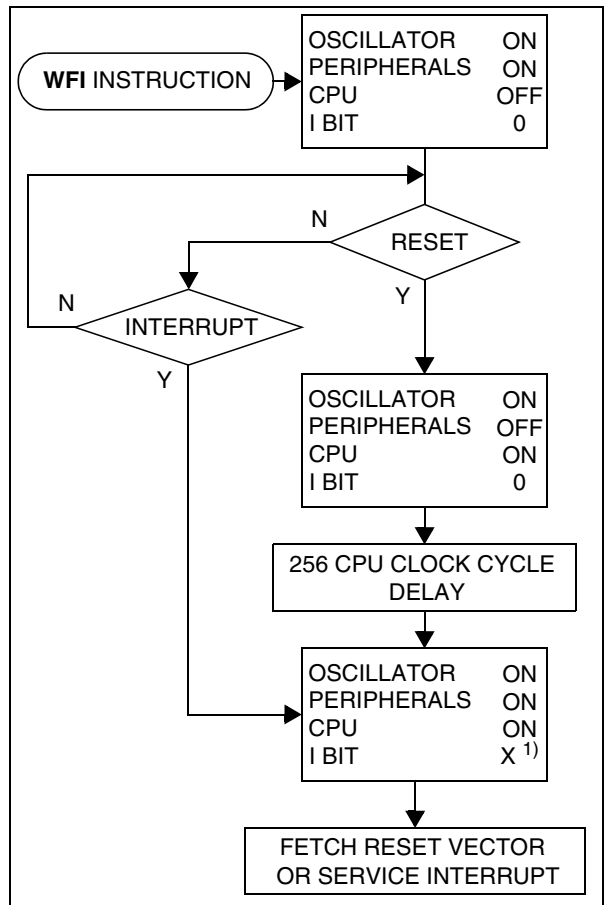 WFI INSTRUCTION
OSCILLATOR ON
PERIPHERALS ON
CPU OFF
I BIT 0
N
RESET
N
INTERRUPT
Y
Y
OSCILLATOR ON
PERIPHERALS OFF
CPU ON
I BIT 0
256 CPU CLOCK CYCLE
DELAY
OSCILLATOR ON
PERIPHERALS ON
CPU ON
I BIT X 1)
FETCH RESET VECTOR
OR SERVICE INTERRUPT